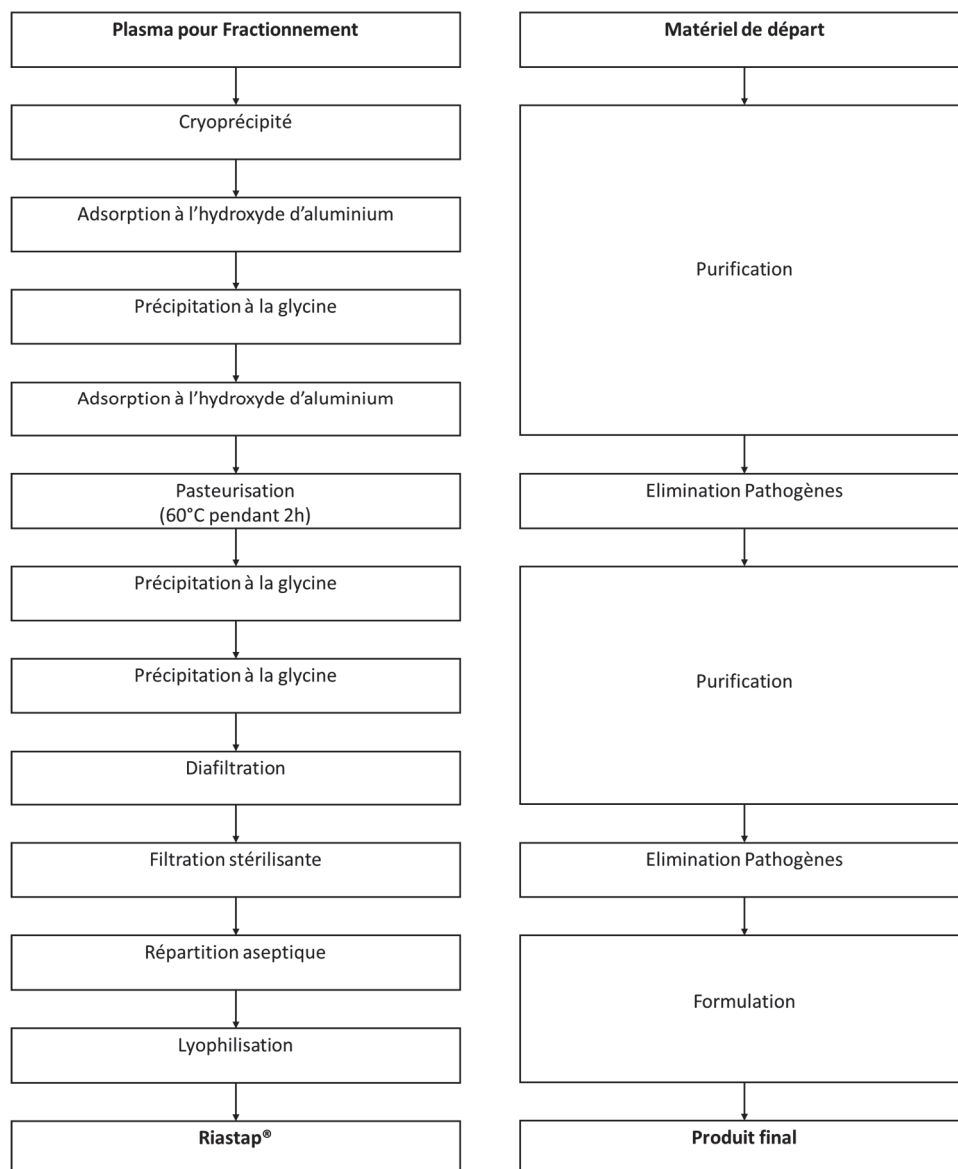 Plasma pour Fractionnement
Matériel de départ
Cryoprécipité
Adsorption à l'hydroxyde d'aluminium
Précipitation à la glycine
Adsorption à l'hydroxyde d'aluminium
Purification
Pasteurisation
(60°C pendant 2h)
Elimination Pathogènes
Précipitation à la glycine
Précipitation à la glycine
Diafiltration
Purification
Filtration stérilisante
Elimination Pathogènes
Répartition aseptique
Lyophilisation
Formulation
Riastap®
Produit final